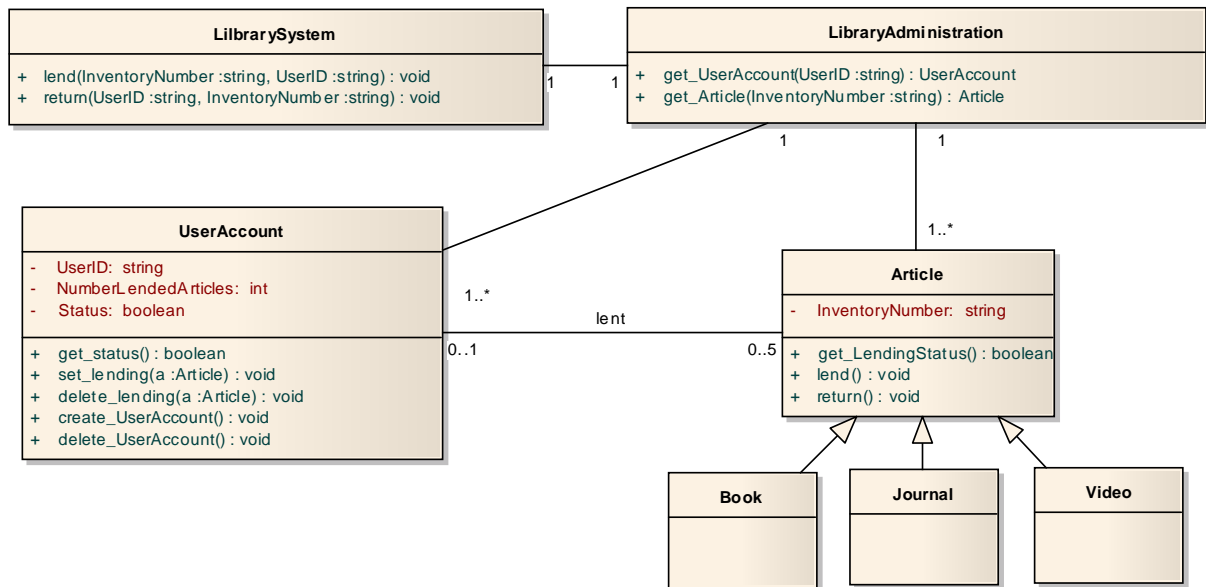 LilbrarySystem
+ lend(InventoryNumber :string, UserID :string) : void
+ return(UserID :string, InventoryNumber :string) : void
1
1
LibraryAdministration
+ get_UserAccount(UserID :string) : UserAccount
+ get_Article(InventoryNumber :string) : Article
1
1
UserAccount
- UserID: string
- NumberLendedArticles: int
- Status: boolean
+ get_status() : boolean
+ set_lending(a :Article) : void
+ delete_lending(a :Article) : void
+ create_UserAccount() : void
+ delete_UserAccount() : void
1..*
lent
0..1
0..5
1..*
Article
- InventoryNumber: string
+ get_LendingStatus() : boolean
+ lend() : void
+ return() : void
Book
Journal
Video